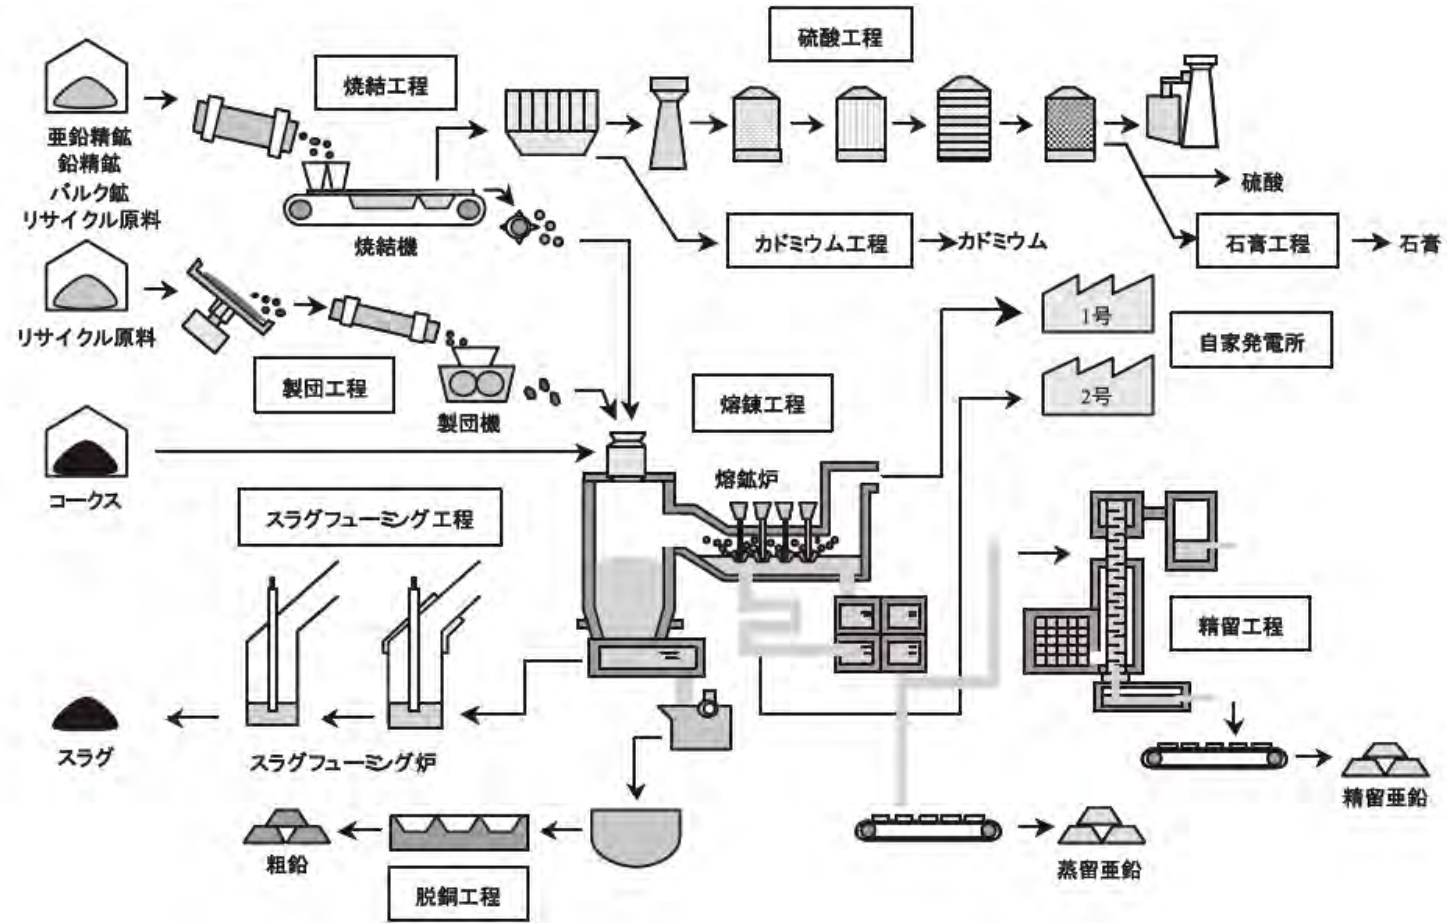 硫酸工程
焼結工程
亜鉛精鉱
鉛精鉱
バルク鉱
リサイクル原料
焼結機
カドミウム工程
カドミウム
硫酸
石膏工程
石膏
リサイクル原料
製団工程
製団機
熔錬工程
1号
2号
自家発電所
コークス
スラグフューミング工程
熔鉱炉
精留工程
スラグ
スラグフューミング炉
精留亜鉛
粗鉛
脱銅工程
蒸留亜鉛